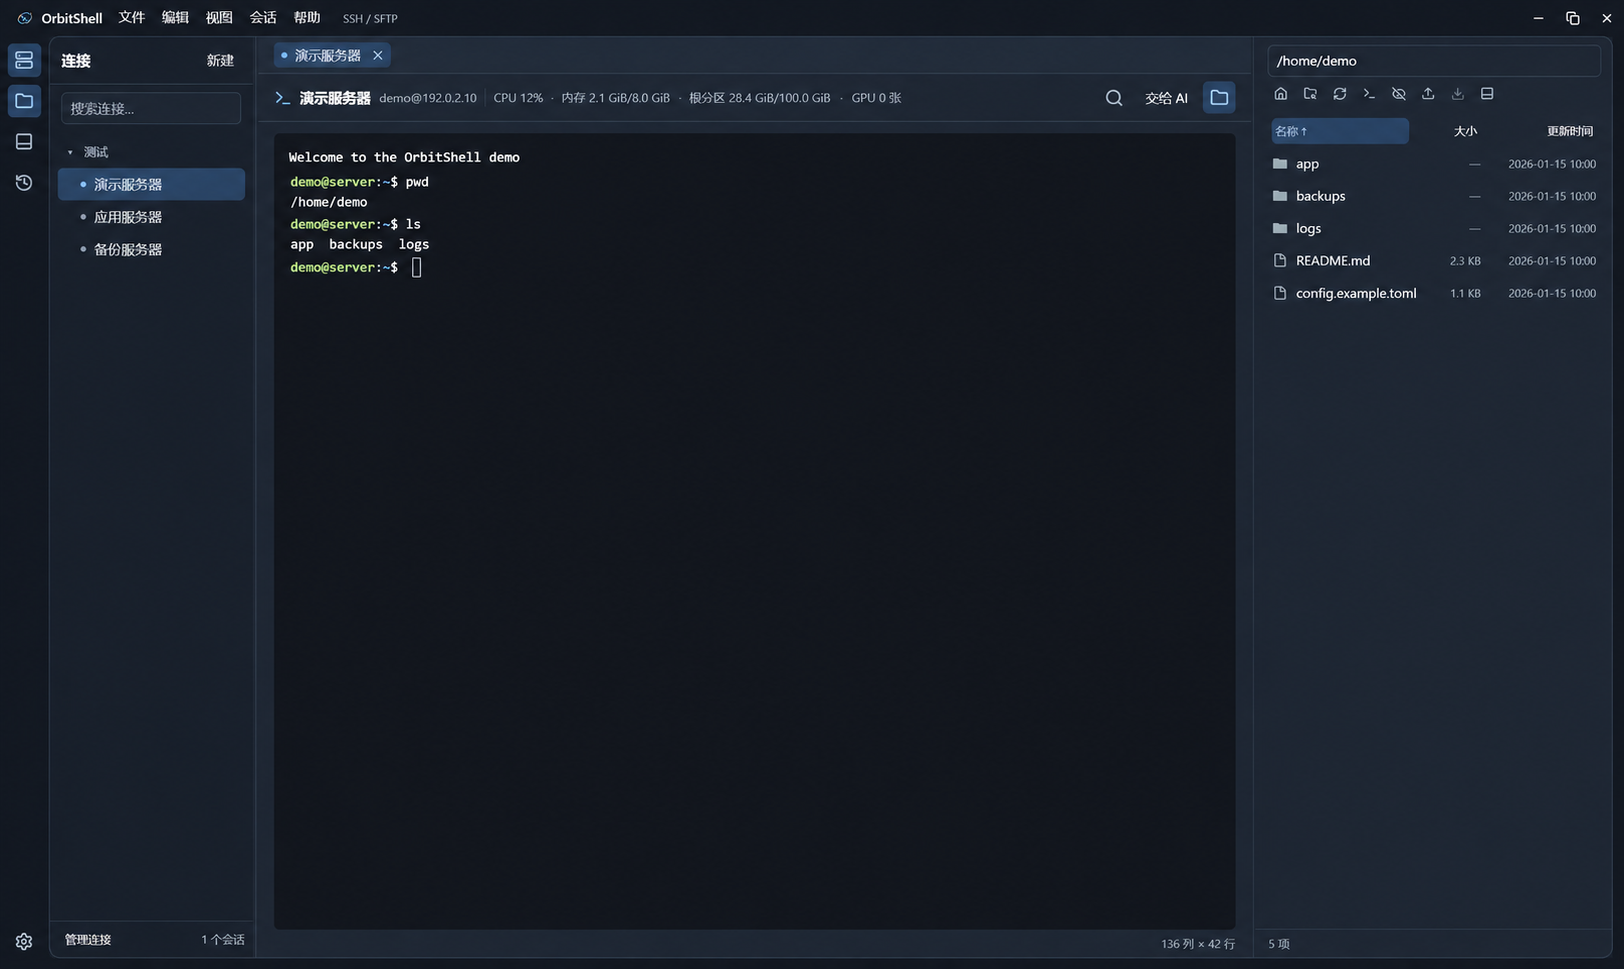 OrbitShell 文件 编辑 视图 会话 帮助 SSH / SFTP
连接 新建
搜索连接...
测试
演示服务器
应用服务器
备份服务器
管理连接 1 个会话
演示服务器
演示服务器 demo@192.0.2.10 CPU 12% · 内存 2.1 GiB/8.0 GiB · 根分区 28.4 GiB/100.0 GiB · GPU 0 张 交给 AI
Welcome to the OrbitShell demo
demo@server:~$ pwd
/home/demo
demo@server:~$ ls
app backups logs
demo@server:~$
136 列 × 42 行
/home/demo
名称↑ 大小 更新时间
app — 2026-01-15 10:00
backups — 2026-01-15 10:00
logs — 2026-01-15 10:00
README.md 2.3 KB 2026-01-15 10:00
config.example.toml 1.1 KB 2026-01-15 10:00
5 项